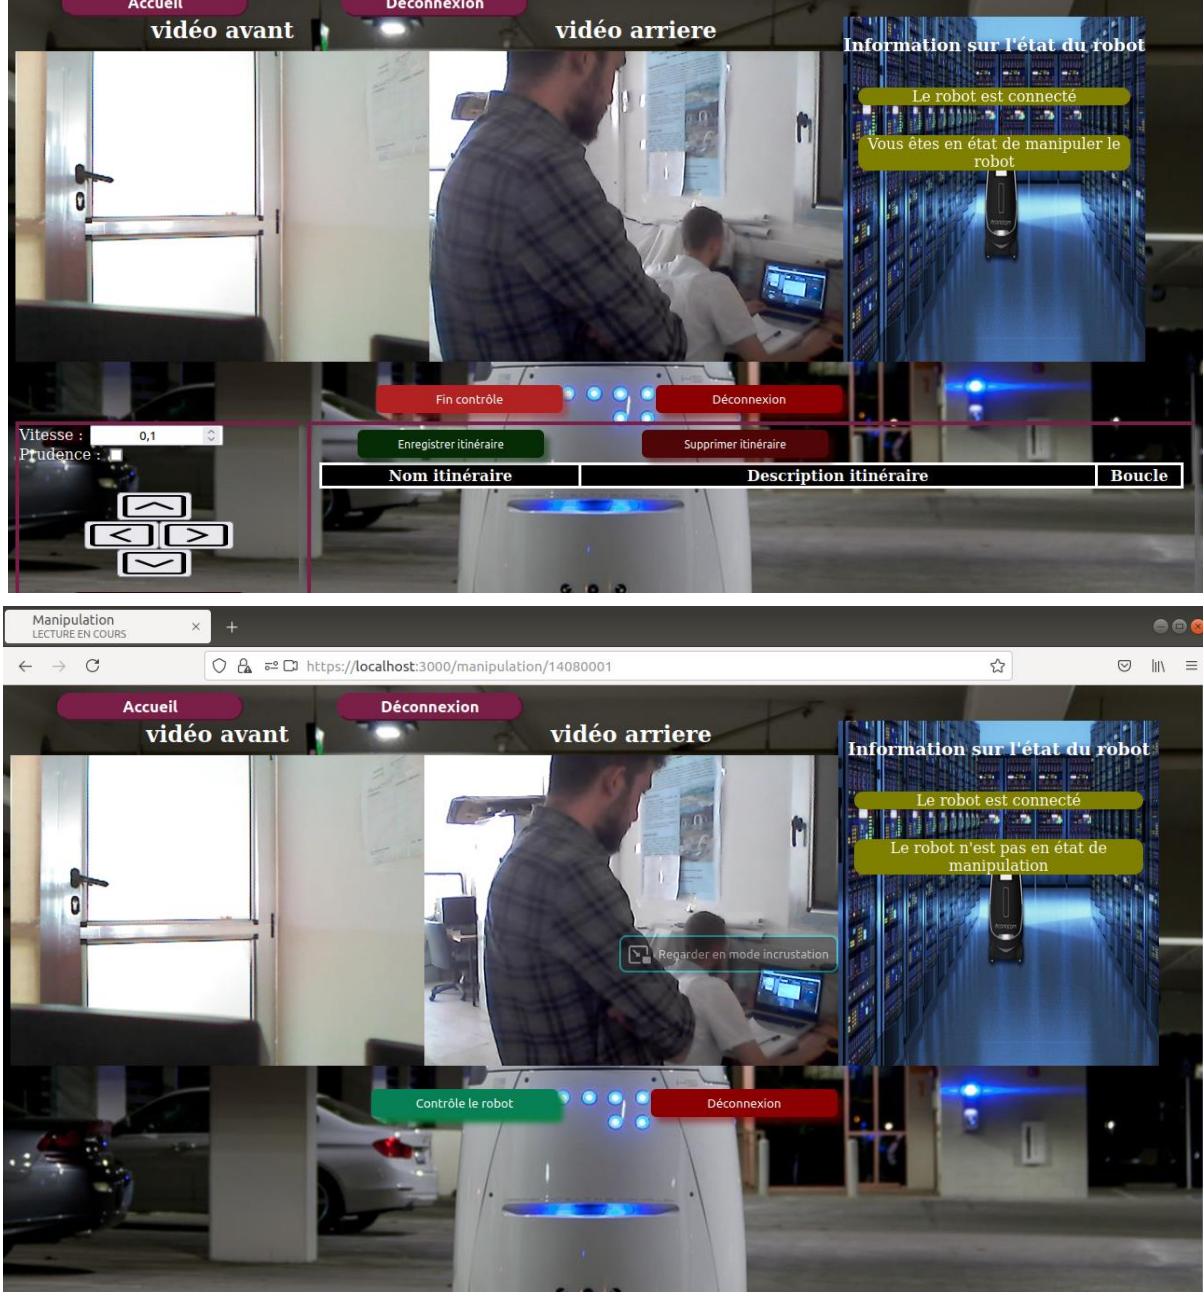 Accueil
Déconnexion
vidéo avant
vidéo arriere
Information sur l'état du robot
Le robot est connecté
Vous êtes en état de manipuler le
robot
Fin contrôle
Déconnexion
Vitesse :
0,1
Prudence :
Enregistrer itinéraire
Supprimer itinéraire
Nom itinéraire
Description itinéraire
Boucle
Manipulation
LECTURE EN COURS
https://localhost:3000/manipulation/14080001
Accueil
Déconnexion
vidéo avant
vidéo arriere
Information sur l'état du robot
Le robot est connecté
Le robot n'est pas en état de
manipulation
Regarder en mode incrustation
Contrôle le robot
Déconnexion